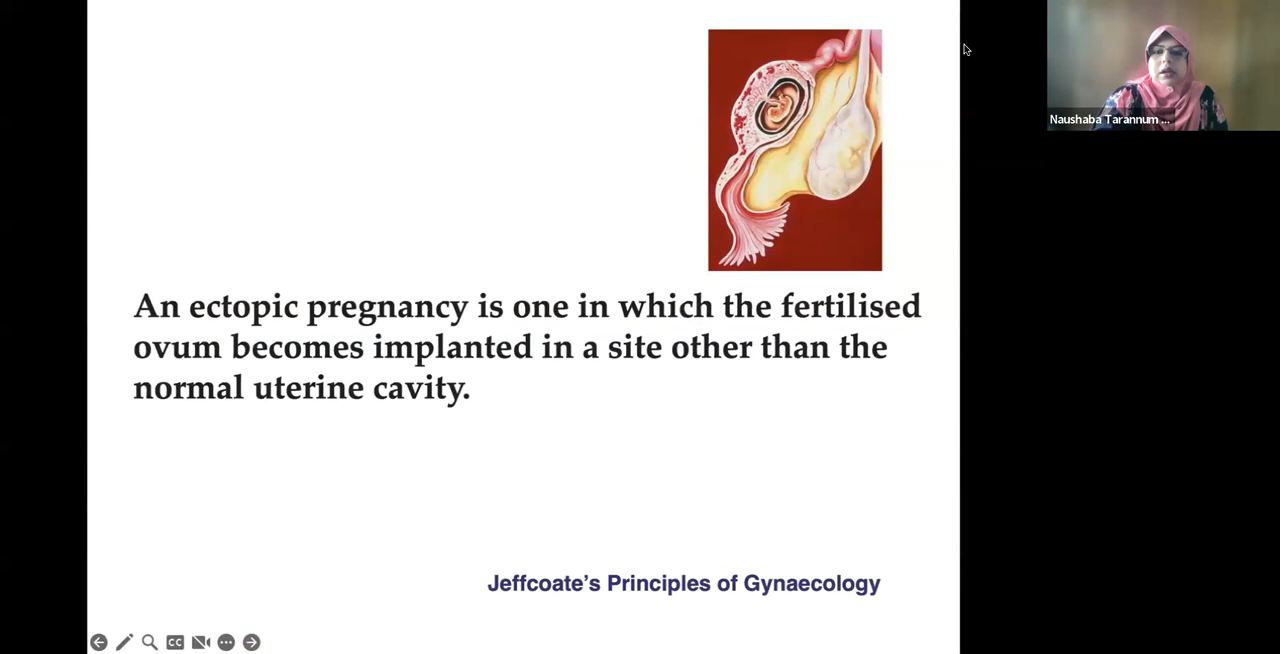 Naushaba Tarannum ...
An ectopic pregnancy is one in which the fertilised
ovum becomes implanted in a site other than the
normal uterine cavity.
Jeffcoate's Principles of Gynaecology
CC